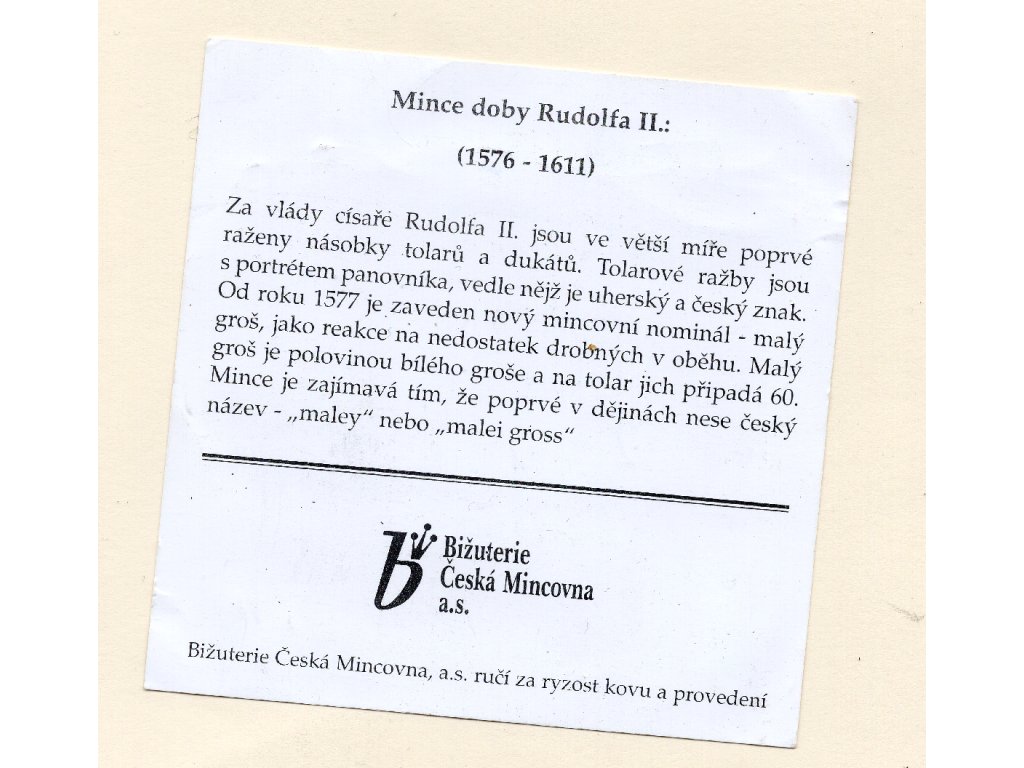 Mince doby Rudolfa II.:
(1576 - 1611)
Za vlády císaře Rudolfa II. jsou ve větší míře poprvé
raženy násobky tolarů a dukátů. Tolarové ražby jsou
s portrétem panovníka, vedle nějž je uherský a český znak.
Od roku 1577 je zaveden nový mincovní nominál - malý
groš, jako reakce na nedostatek drobných v oběhu. Malý
groš je polovinou bílého groše a na tolar jich připadá 60.
Mince je zajímavá tím, že poprvé v dějinách nese český
název - „maley“ nebo „malei gross“
Bižuterie
Česká Mincovna
a.s.
Bižuterie Česká Mincovna, a.s. ručí za ryzost kovu a provedení